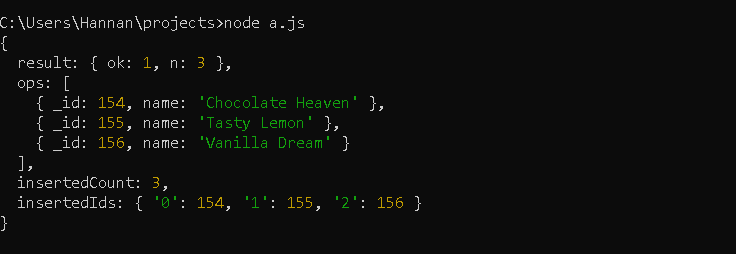 C:\Users\Hannan\projects>node a.js
{
  result: { ok: 1, n: 3 },
  ops: [
    { _id: 154, name: 'Chocolate Heaven' },
    { _id: 155, name: 'Tasty Lemon' },
    { _id: 156, name: 'Vanilla Dream' }
  ],
  insertedCount: 3,
  insertedIds: { '0': 154, '1': 155, '2': 156 }
}